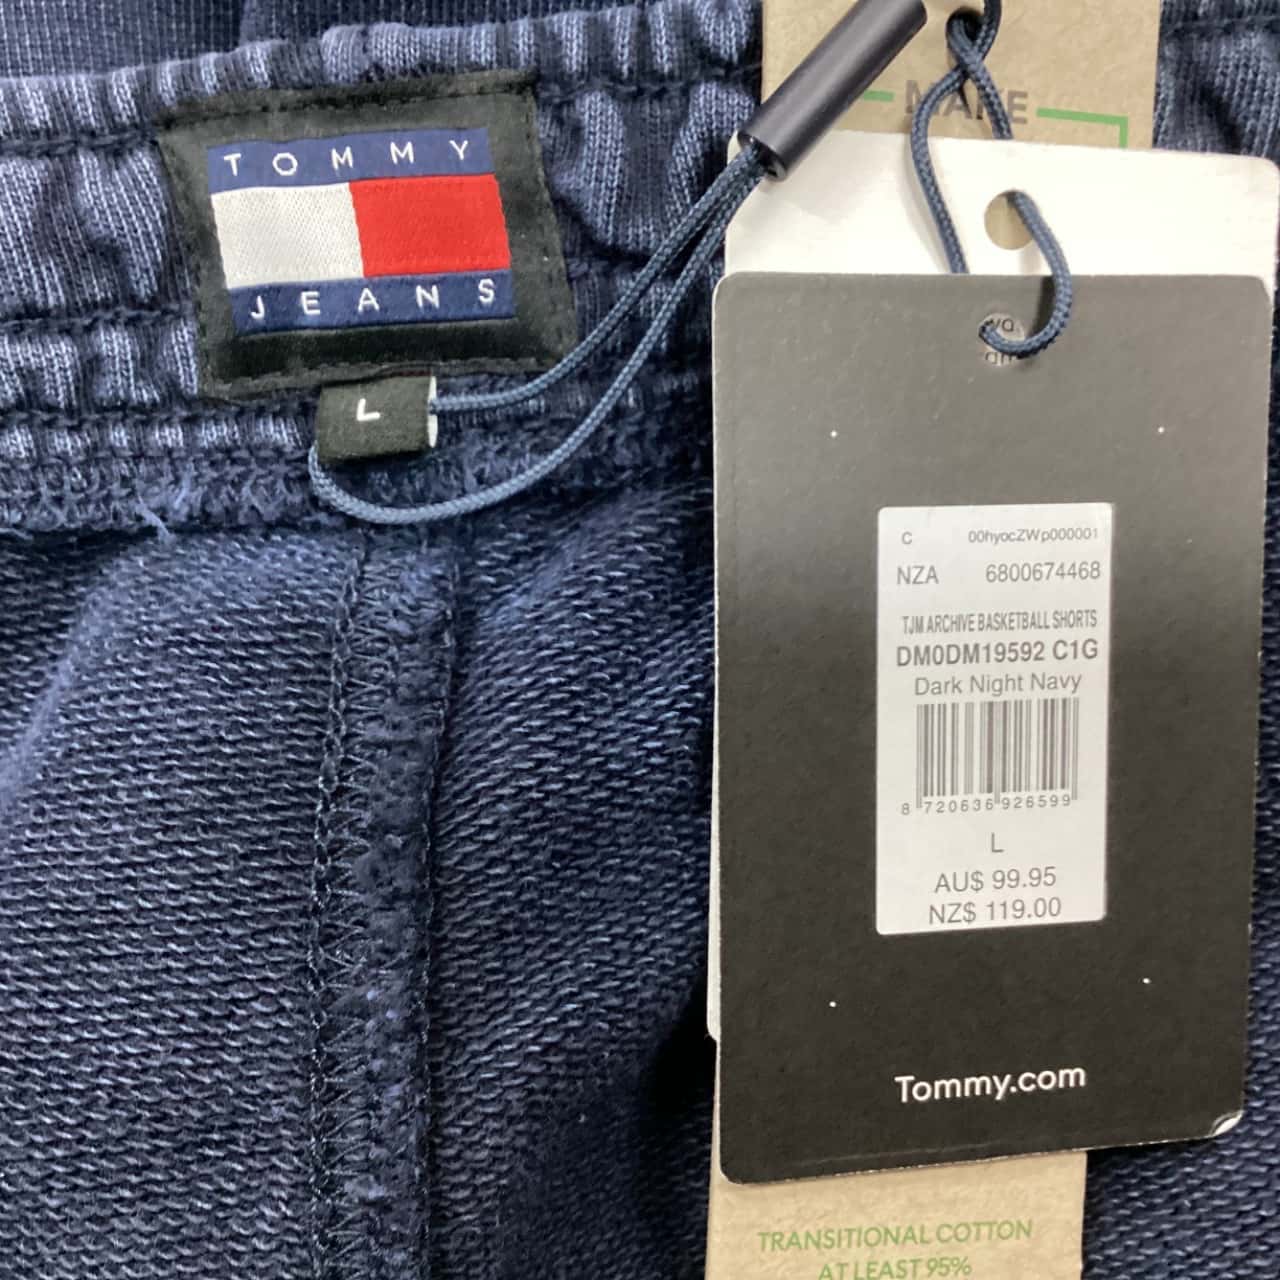 MAKE
TOMMY
JEANS
L
C 00hyocZWp000001
NZA 6800674468
TJM ARCHIVE BASKETBALL SHORTS
DM0DM19592 C1G
Dark Night Navy
8 720636 926599
L
AU$ 99.95
NZ$ 119.00
Tommy.com
TRANSITIONAL COTTON
AT LEAST 95%